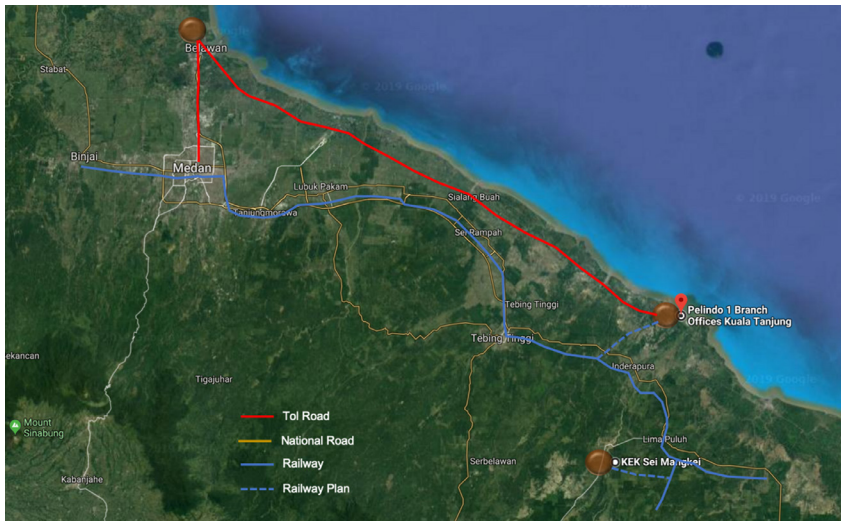 Belawan
Stabat
© 2019 Google
Binjai
Medan
Lubuk Pakam
© 2019 Google
Sialang Buah
Tanjungmorawa
Sei Rampah
Tebing Tinggi
Pelindo 1 Branch
Offices Kuala Tanjung
Tebing Tinggi
ekancan
Inderapura
Tigajuhar
2019 Google
Tol Road
Mount
Sinabung
National Road
Lima Puluh
Serbelawan
KEK Sei Mangkei
Railway
Kabanjahe
Railway Plan